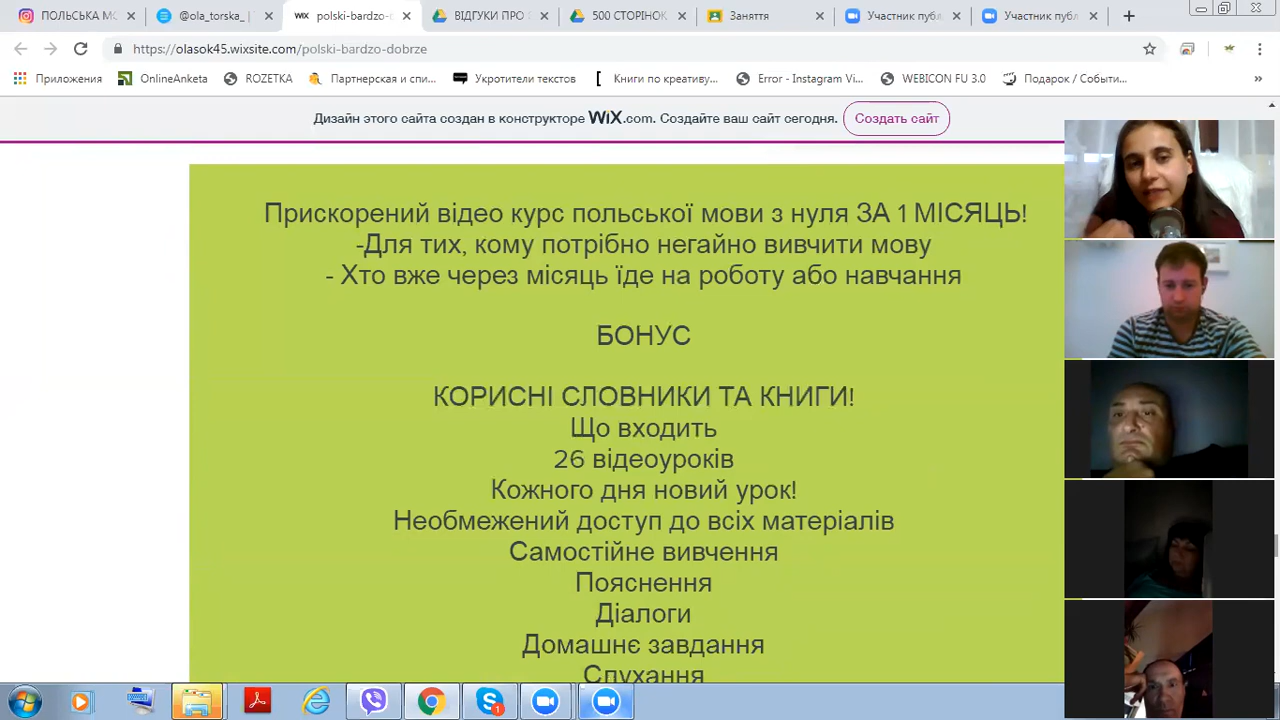 ПОЛЬСЬКА МО
@ola_torska_
WiX polski-bardzo-d
ВІДГУКИ ПРО
500 СТОРІНОК
Заняття
Участник публ
Участник публ
https://olasok45.wixsite.com/polski-bardzo-dobrze
Приложения
OnlineAnketa
ROZETKA
Партнерская и спи...
Укротители текстов
Книги по креативу...
Error - Instagram Vi...
WEBICON FU 3.0
Подарок / Событи...
Дизайн этого сайта создан в конструкторе WiX.com. Создайте ваш сайт сегодня. Создать сайт
Прискорений відео курс польської мови з нуля ЗА 1 МІСЯЦЬ!
-Для тих, кому потрібно негайно вивчити мову
- Хто вже через місяць їде на роботу або навчання
БОНУС
КОРИСНІ СЛОВНИКИ ТА КНИГИ!
Що входить
26 відеоуроків
Кожного дня новий урок!
Необмежений доступ до всіх матеріалів
Самостійне вивчення
Пояснення
Діалоги
Домашнє завдання
Слухання
1